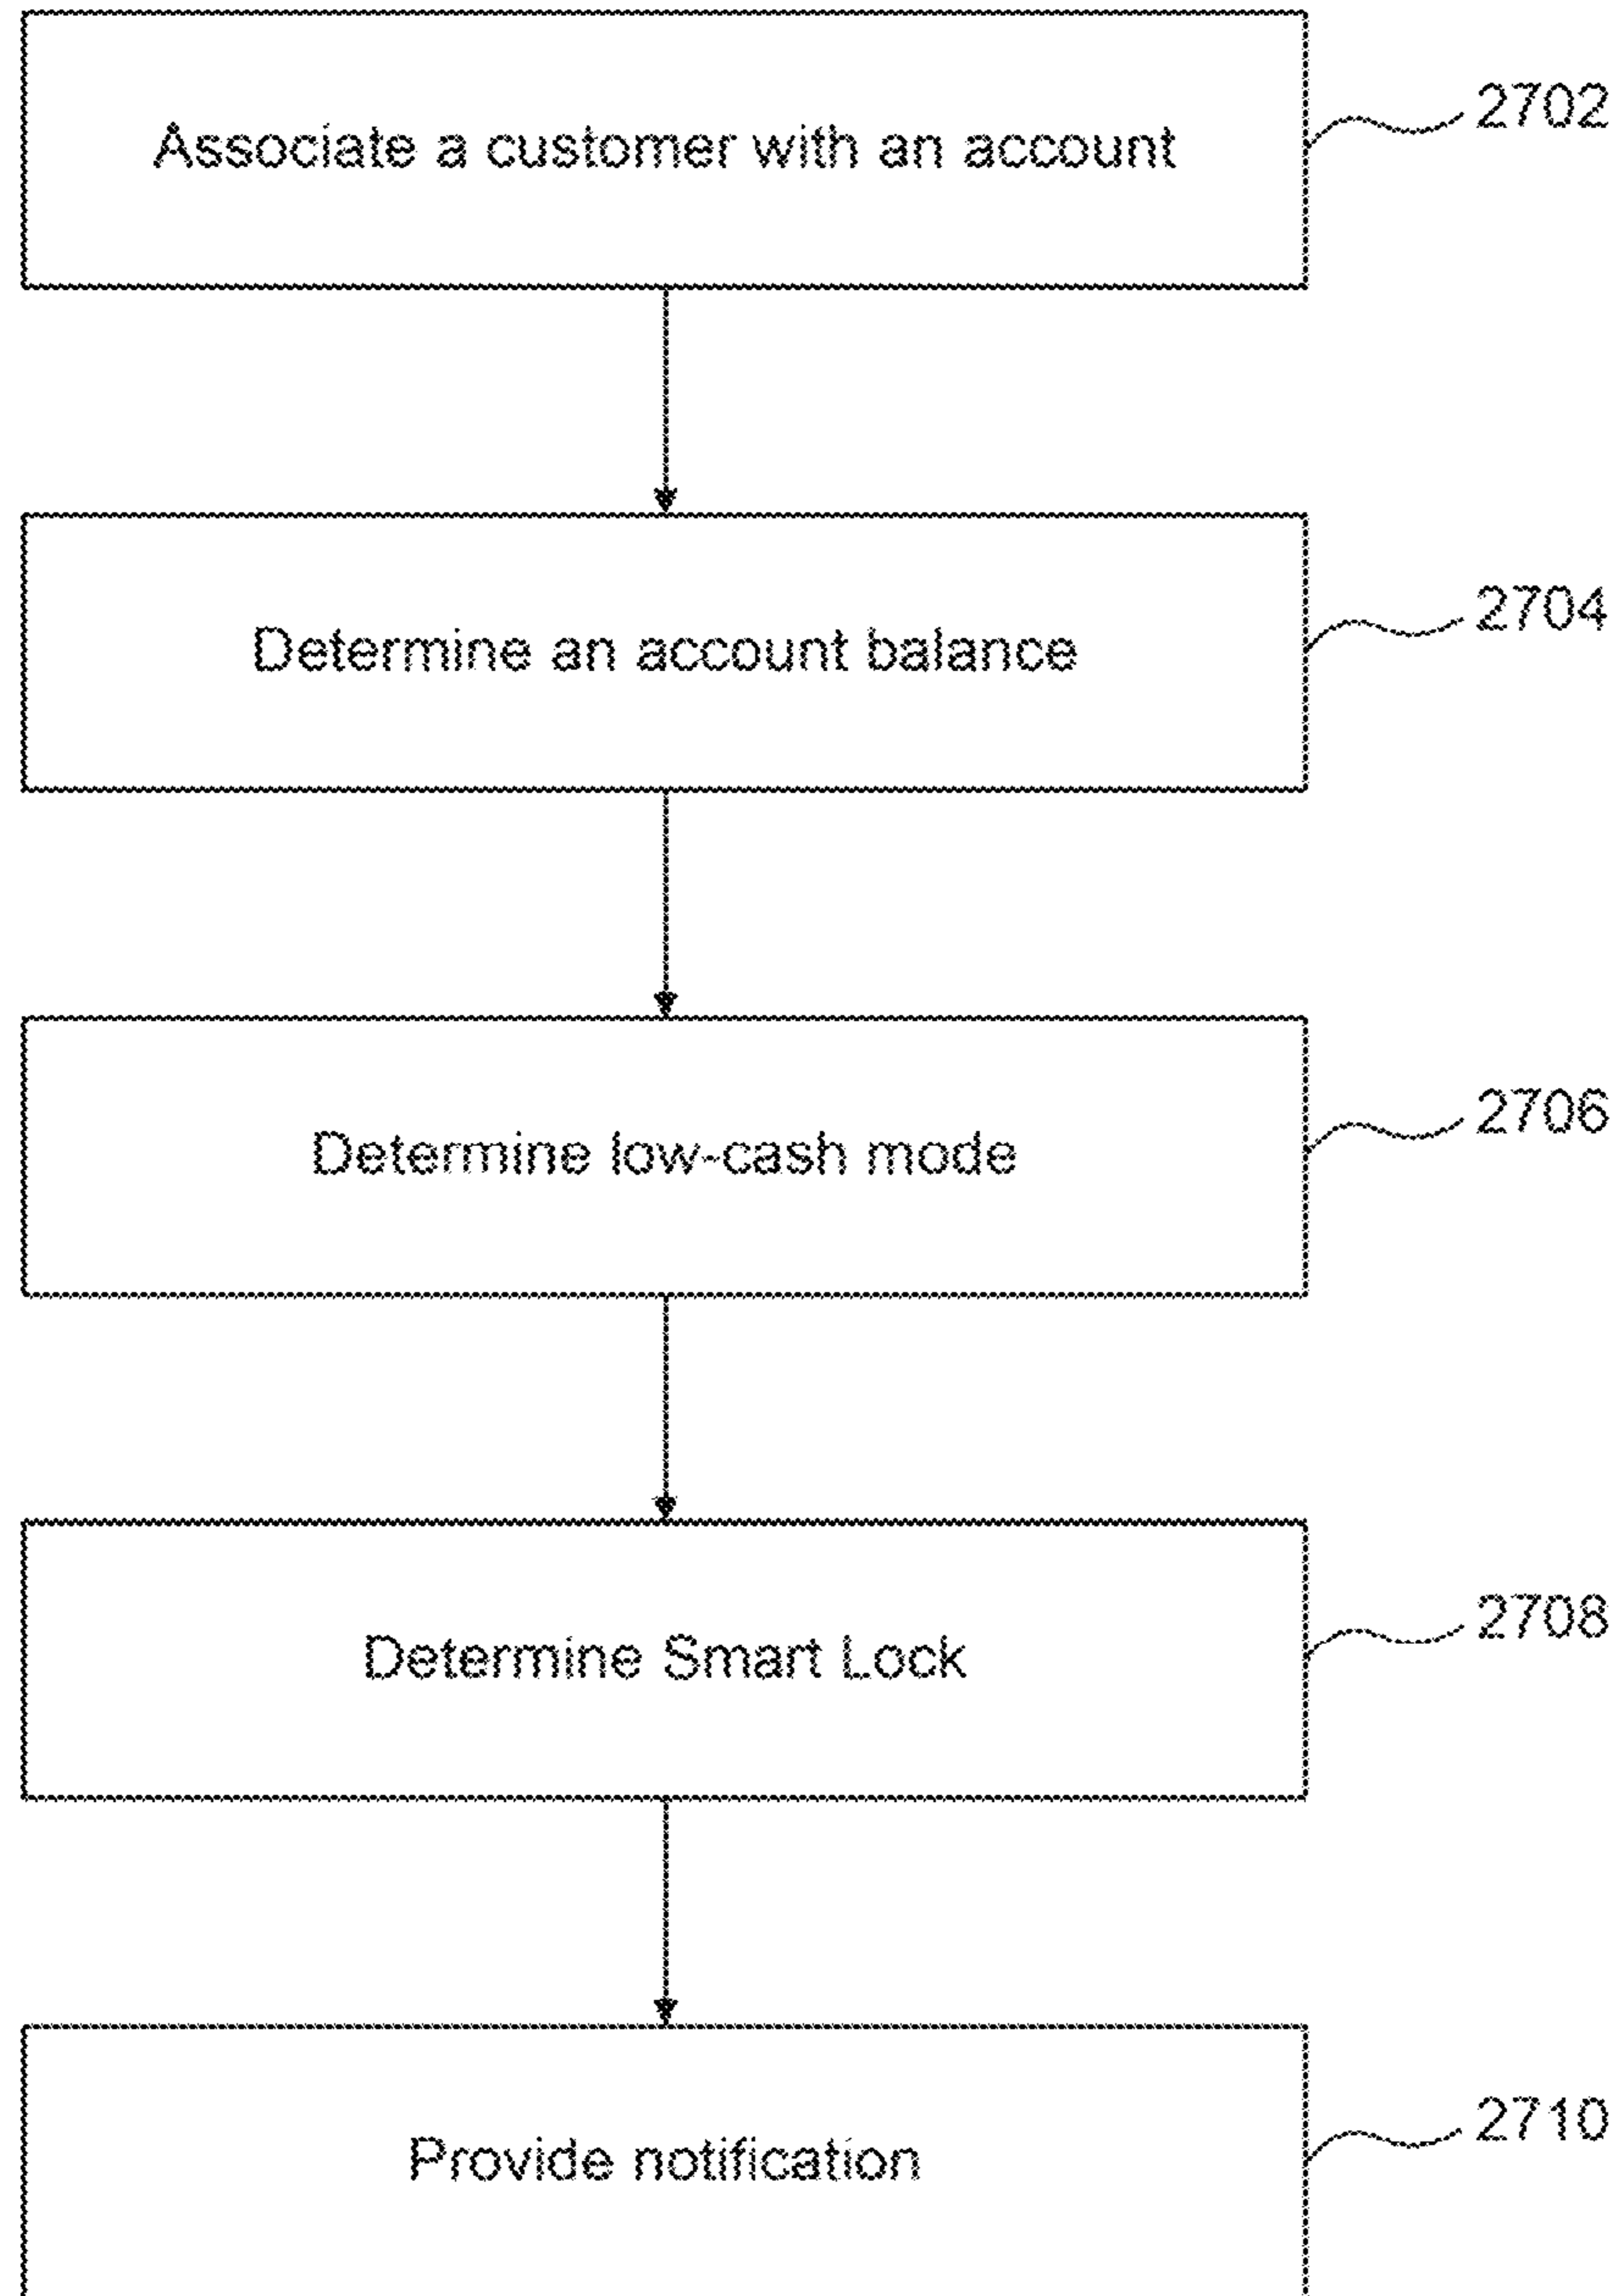 Associate a customer with an account
2702
Determine an account balance
2704
Determine low-cash mode
2706
Determine Smart Lock
2708
Provide notification
2710